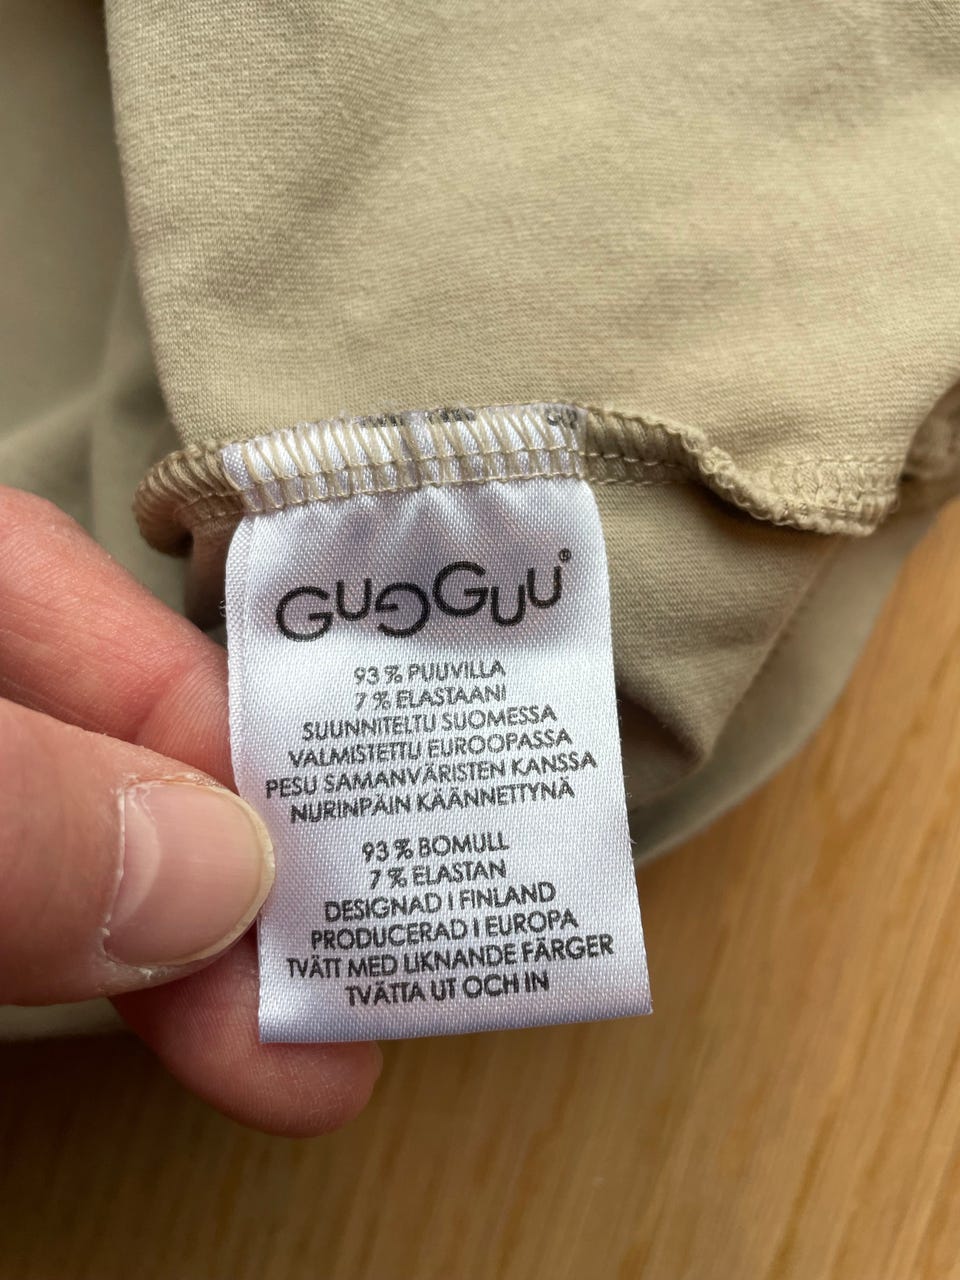 GUGGUU®
93 % PUUVILLA
7 % ELASTAANI
SUUNNITELTU SUOMESSA
VALMISTETTU EUROOPASSA
PESU SAMANVÄRISTEN KANSSA
NURINPÄIN KÄÄNNETTYNÄ
93 % BOMULL
7 % ELASTAN
DESIGNAD I FINLAND
PRODUCERAD I EUROPA
TVÄTT MED LIKNANDE FÄRGER
TVÄTTA UT OCH IN